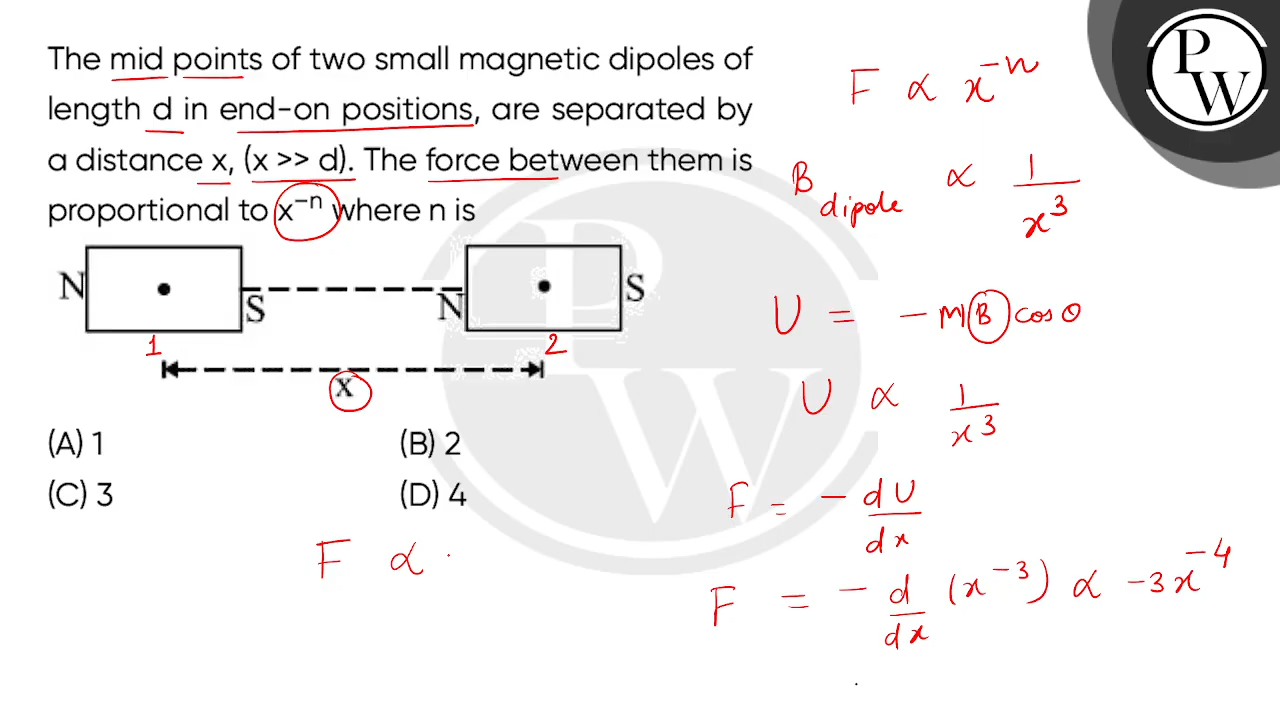 The mid points of two small magnetic dipoles of
length d in end-on positions, are separated by
a distance x, (x >> d). The force between them is
proportional to x⁻ⁿ where n is
N S N S
1 2
x
(A) 1 (B) 2
(C) 3 (D) 4
F ∝ .
P
W
F ∝ x⁻ⁿ
B dipole ∝ 1/x³
U = - MB cos θ
U ∝ 1/x³
F = - dU/dx
F = - d/dx (x⁻³) ∝ -3x⁻⁴